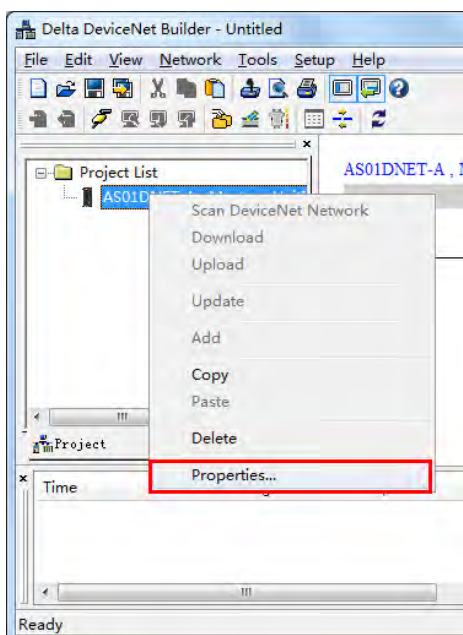 Delta DeviceNet Builder - Untitled
File Edit View Network Tools Setup Help
Project List
AS01DNET-A ,
AS01D
Scan DeviceNet Network
Download
Upload
Update
Add
Copy
Paste
Delete
Properties...
Project
Time
Ready